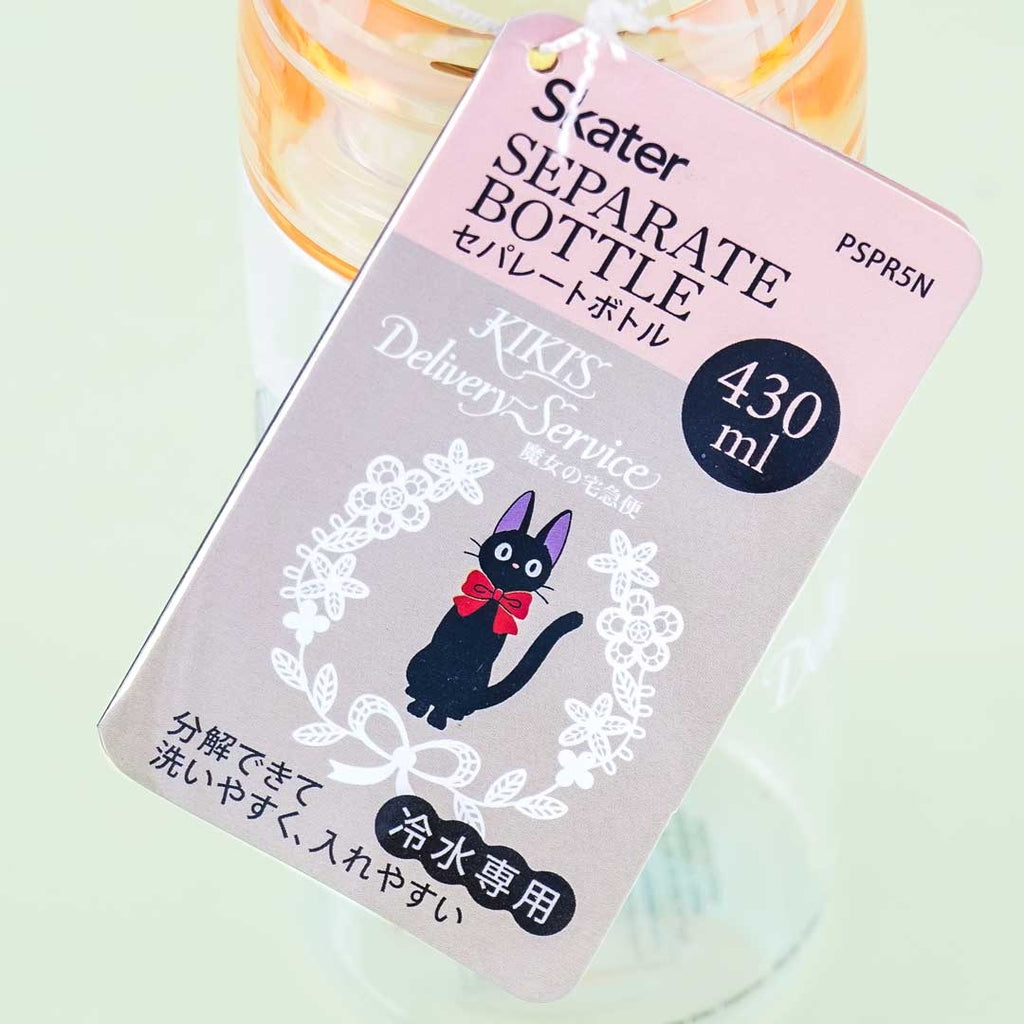 Skater
SEPARATE
BOTTLE
セパレートボトル
PSPR5N
430
ml
KIKI'S
Delivery Service
魔女の宅急便
分解できて
洗いやすく、入れやすい
冷水専用